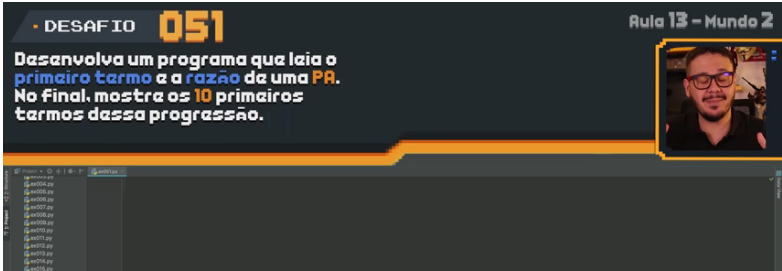 · DESAFIO 051
Aula 13 – Mundo 2
Desenvolva um programa que leia o
primeiro termo e a razão de uma PA.
No final, mostre os 10 primeiros
termos dessa progressão.
Project
ex001.py
ex004.py
ex005.py
ex006.py
ex007.py
ex008.py
ex009.py
ex010.py
ex011.py
ex012.py
ex013.py
ex014.py